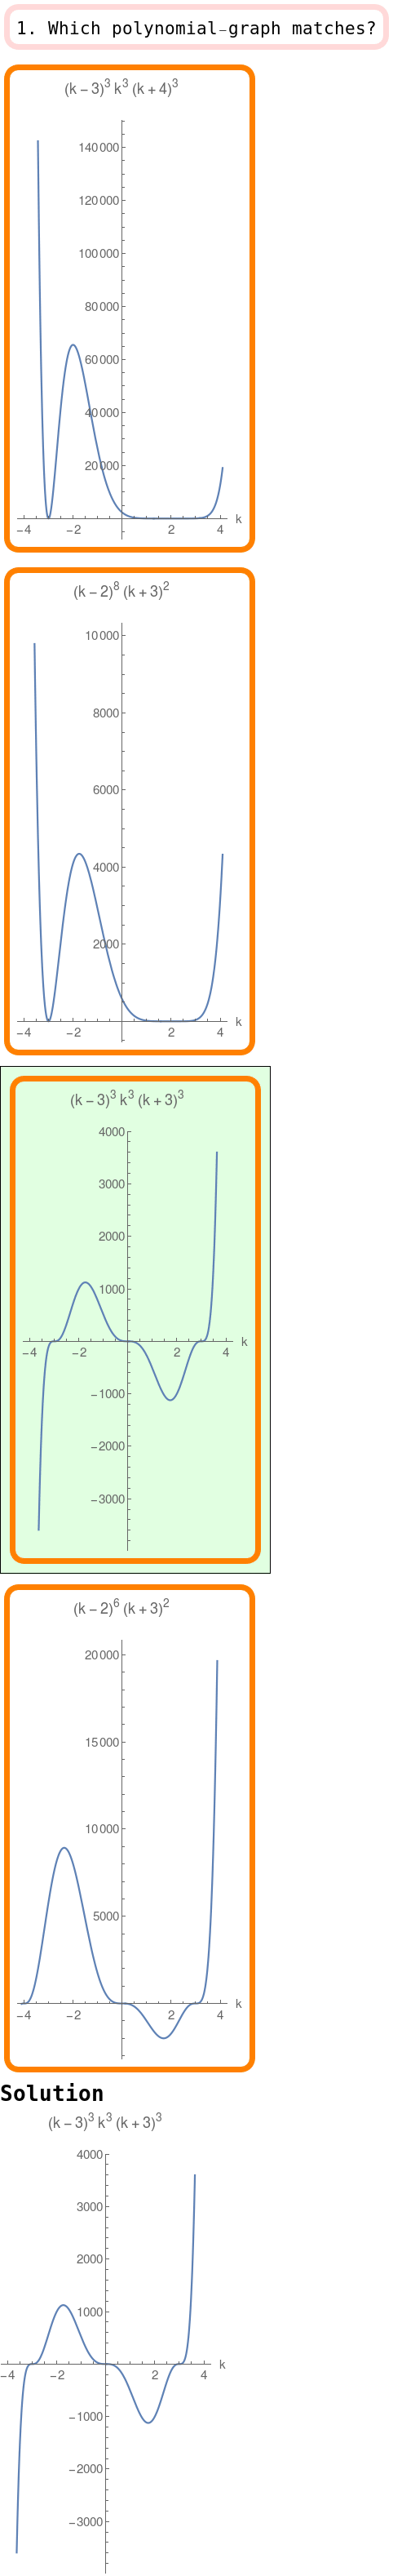 1. Which polynomial-graph matches?
(k − 3)³ k³ (k + 4)³
140 000
120 000
100 000
80 000
60 000
40 000
20 000
−4 −2 2 4 k
(k − 2)⁸ (k + 3)²
10 000
8000
6000
4000
2000
−4 −2 2 4 k
(k − 3)³ k³ (k + 3)³
4000
3000
2000
1000
−4 −2 2 4 k
−1000
−2000
−3000
(k − 2)⁶ (k + 3)²
20 000
15 000
10 000
5000
−4 −2 2 4 k
Solution
(k − 3)³ k³ (k + 3)³
4000
3000
2000
1000
−4 −2 2 4 k
−1000
−2000
−3000